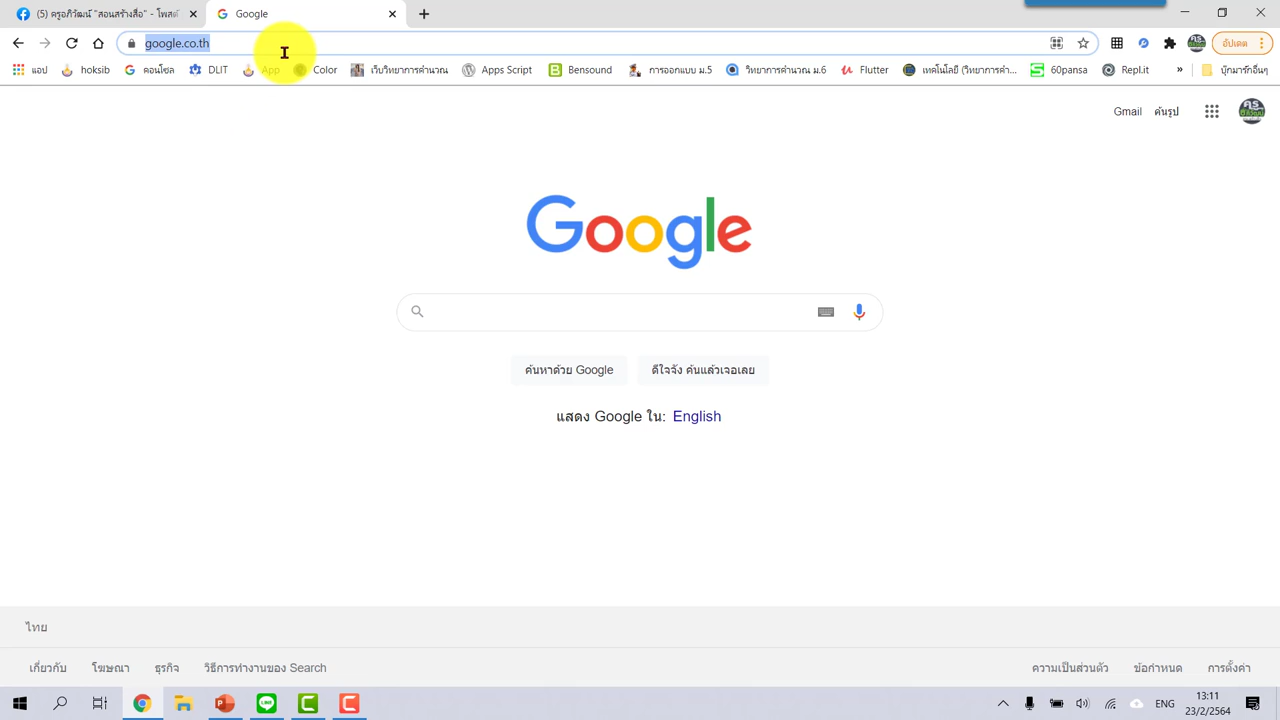 (5) ครูอภิวัฒน์ "สอนสร้างสื่อ" - โพสต์
Google
google.co.th
อัปเดต
แอป
hoksib
คอนโซล
DLIT
App
Color
เว็บวิทยาการคำนวณ
Apps Script
Bensound
การออกแบบ ม.5
วิทยาการคำนวณ ม.6
Flutter
เทคโนโลยี (วิทยาการคำ...
60pansa
Repl.it
»
บุ๊กมาร์กอื่นๆ
Gmail
ค้นรูป
Google
ค้นหาด้วย Google
ดีใจจัง ค้นแล้วเจอเลย
แสดง Google ใน: English
ไทย
เกี่ยวกับ
โฆษณา
ธุรกิจ
วิธีการทำงานของ Search
ความเป็นส่วนตัว
ข้อกำหนด
การตั้งค่า
ENG
13:11
23/2/2564